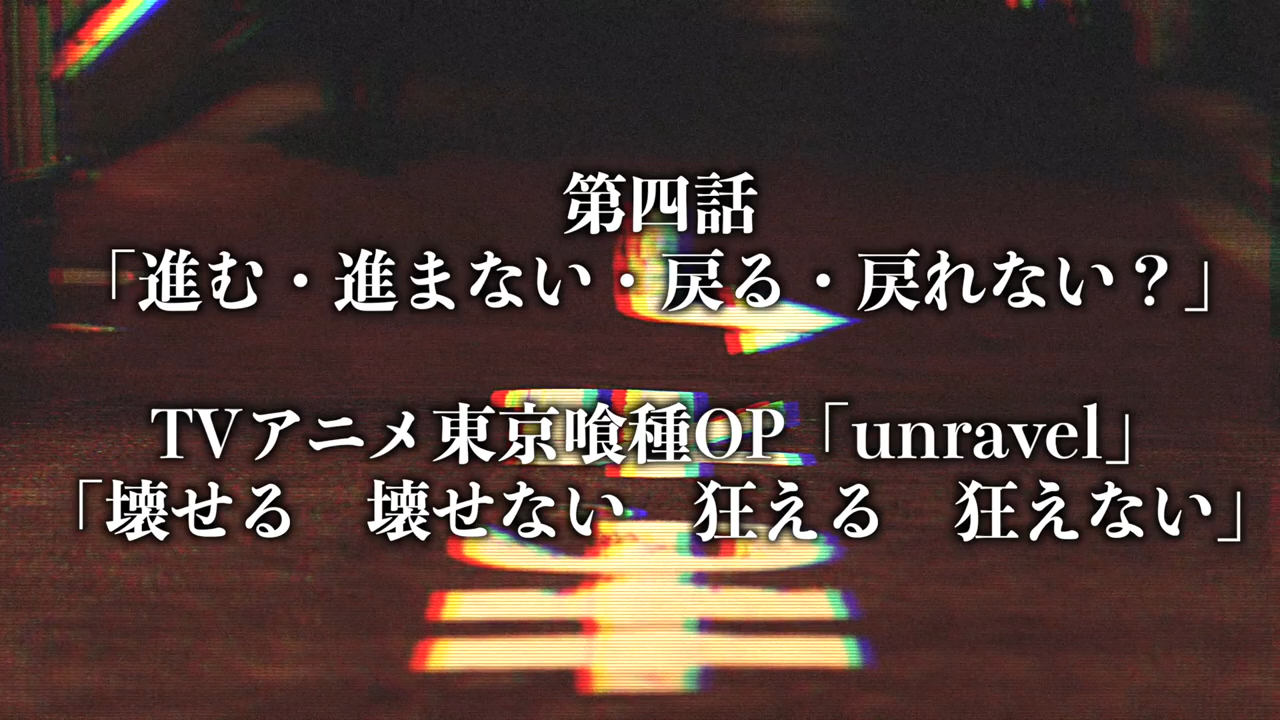 第四話
「進む・進まない・戻る・戻れない？」
TVアニメ東京喰種OP「unravel」
「壊せる　壊せない　狂える　狂えない」